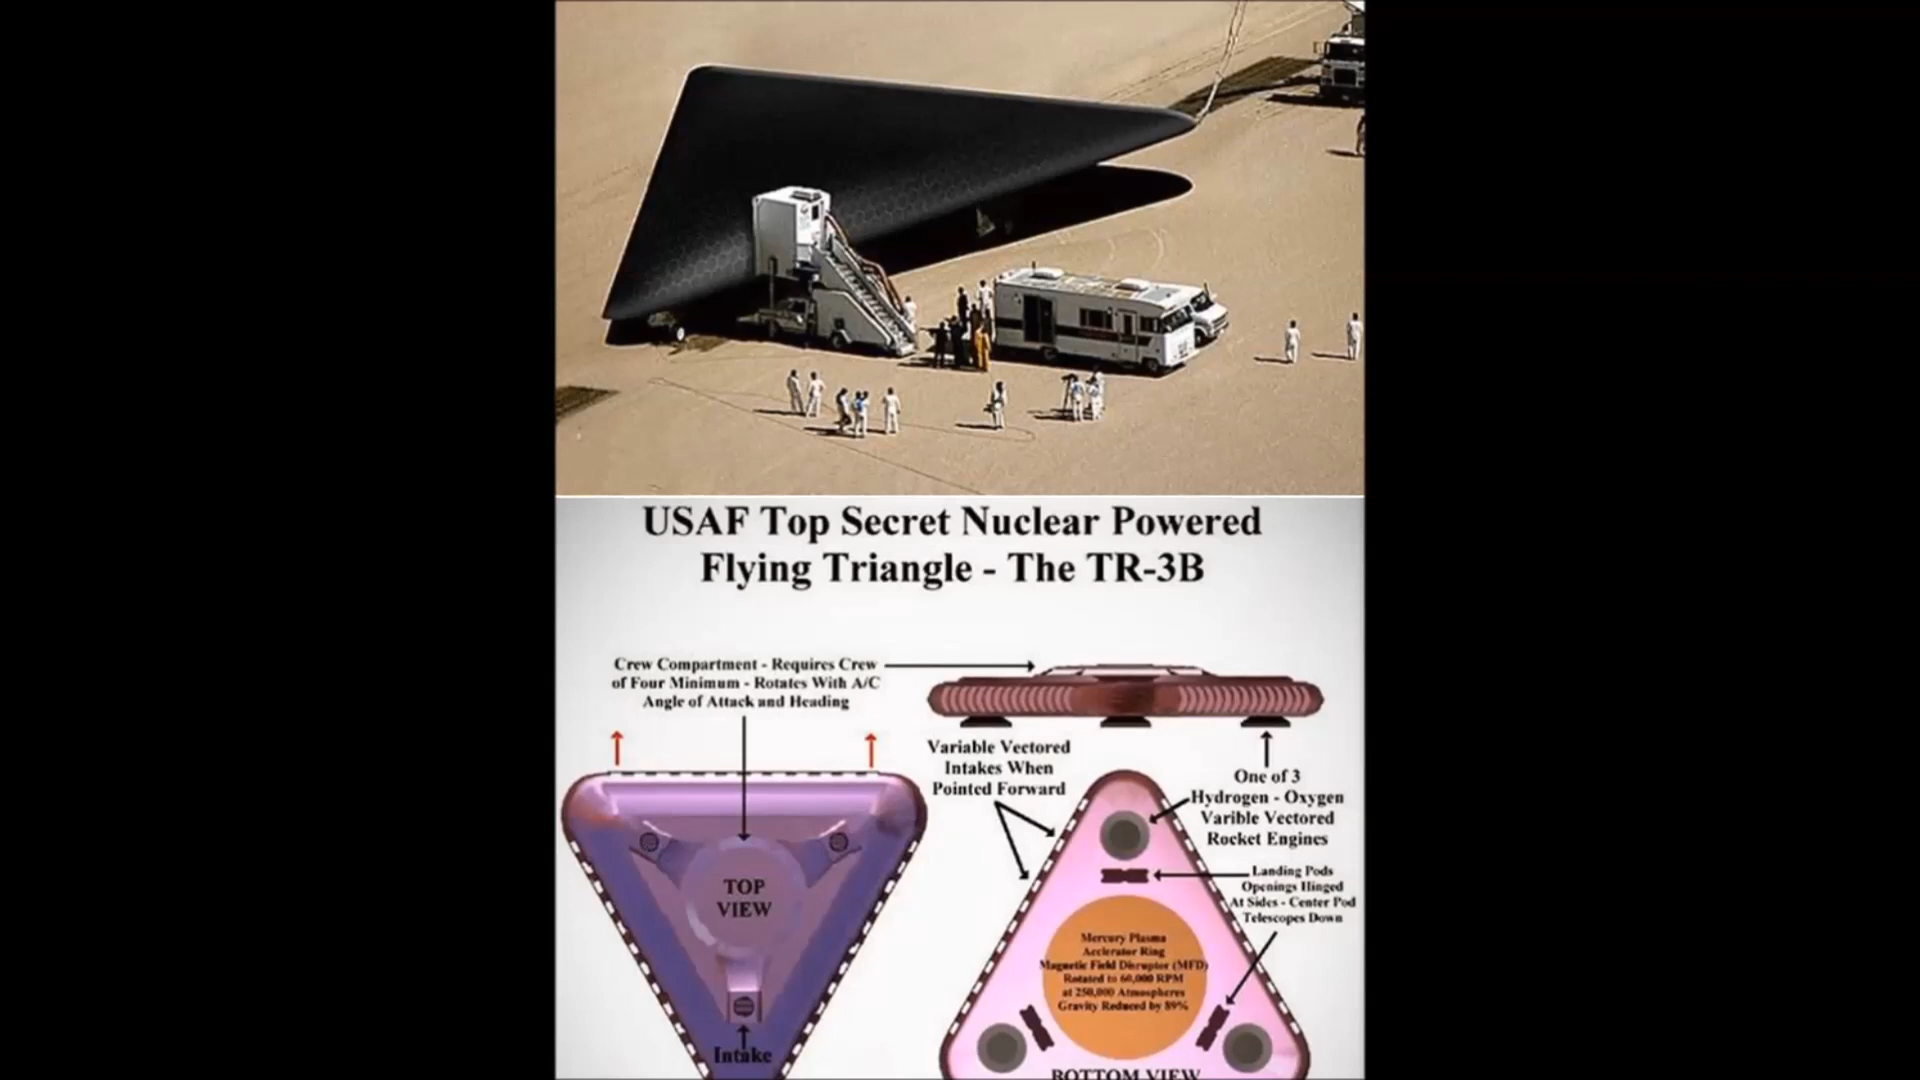 USAF Top Secret Nuclear Powered
Flying Triangle - The TR-3B
Crew Compartment - Requires Crew
of Four Minimum - Rotates With A/C
Angle of Attack and Heading
Variable Vectored
Intakes When
Pointed Forward
One of 3
Hydrogen - Oxygen
Varible Vectored
Rocket Engines
Landing Pods
Openings Hinged
At Sides - Center Pod
Telescopes Down
TOP
VIEW
Mercury Plasma
Acclerator Ring
Magnetic Field Disruptor (MFD)
Rotated to 60,000 RPM
at 250,000 Atmospheres
Gravity Reduced by 89%
Intake
BOTTOM VIEW